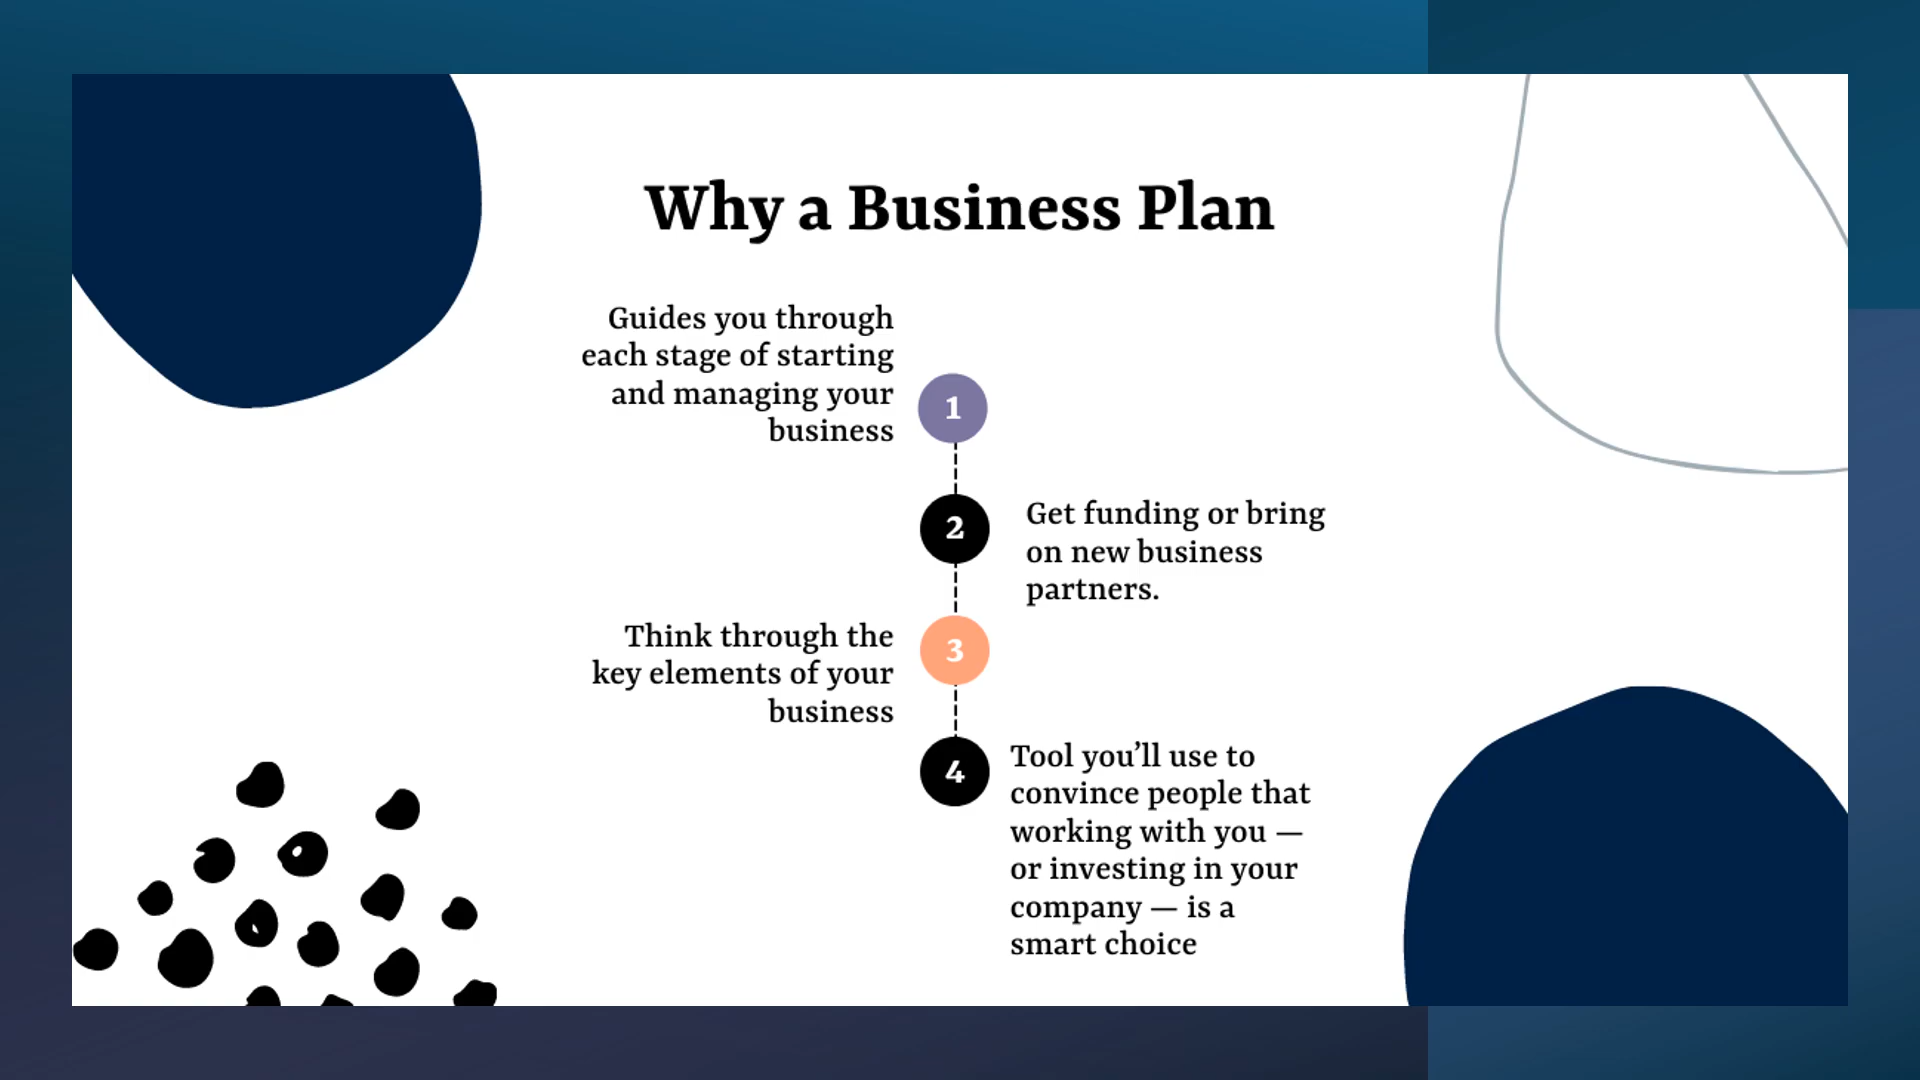 Why a Business Plan
Guides you through
each stage of starting
and managing your
business
1
2
Get funding or bring
on new business
partners.
Think through the
key elements of your
business
3
4
Tool you’ll use to
convince people that
working with you —
or investing in your
company — is a
smart choice